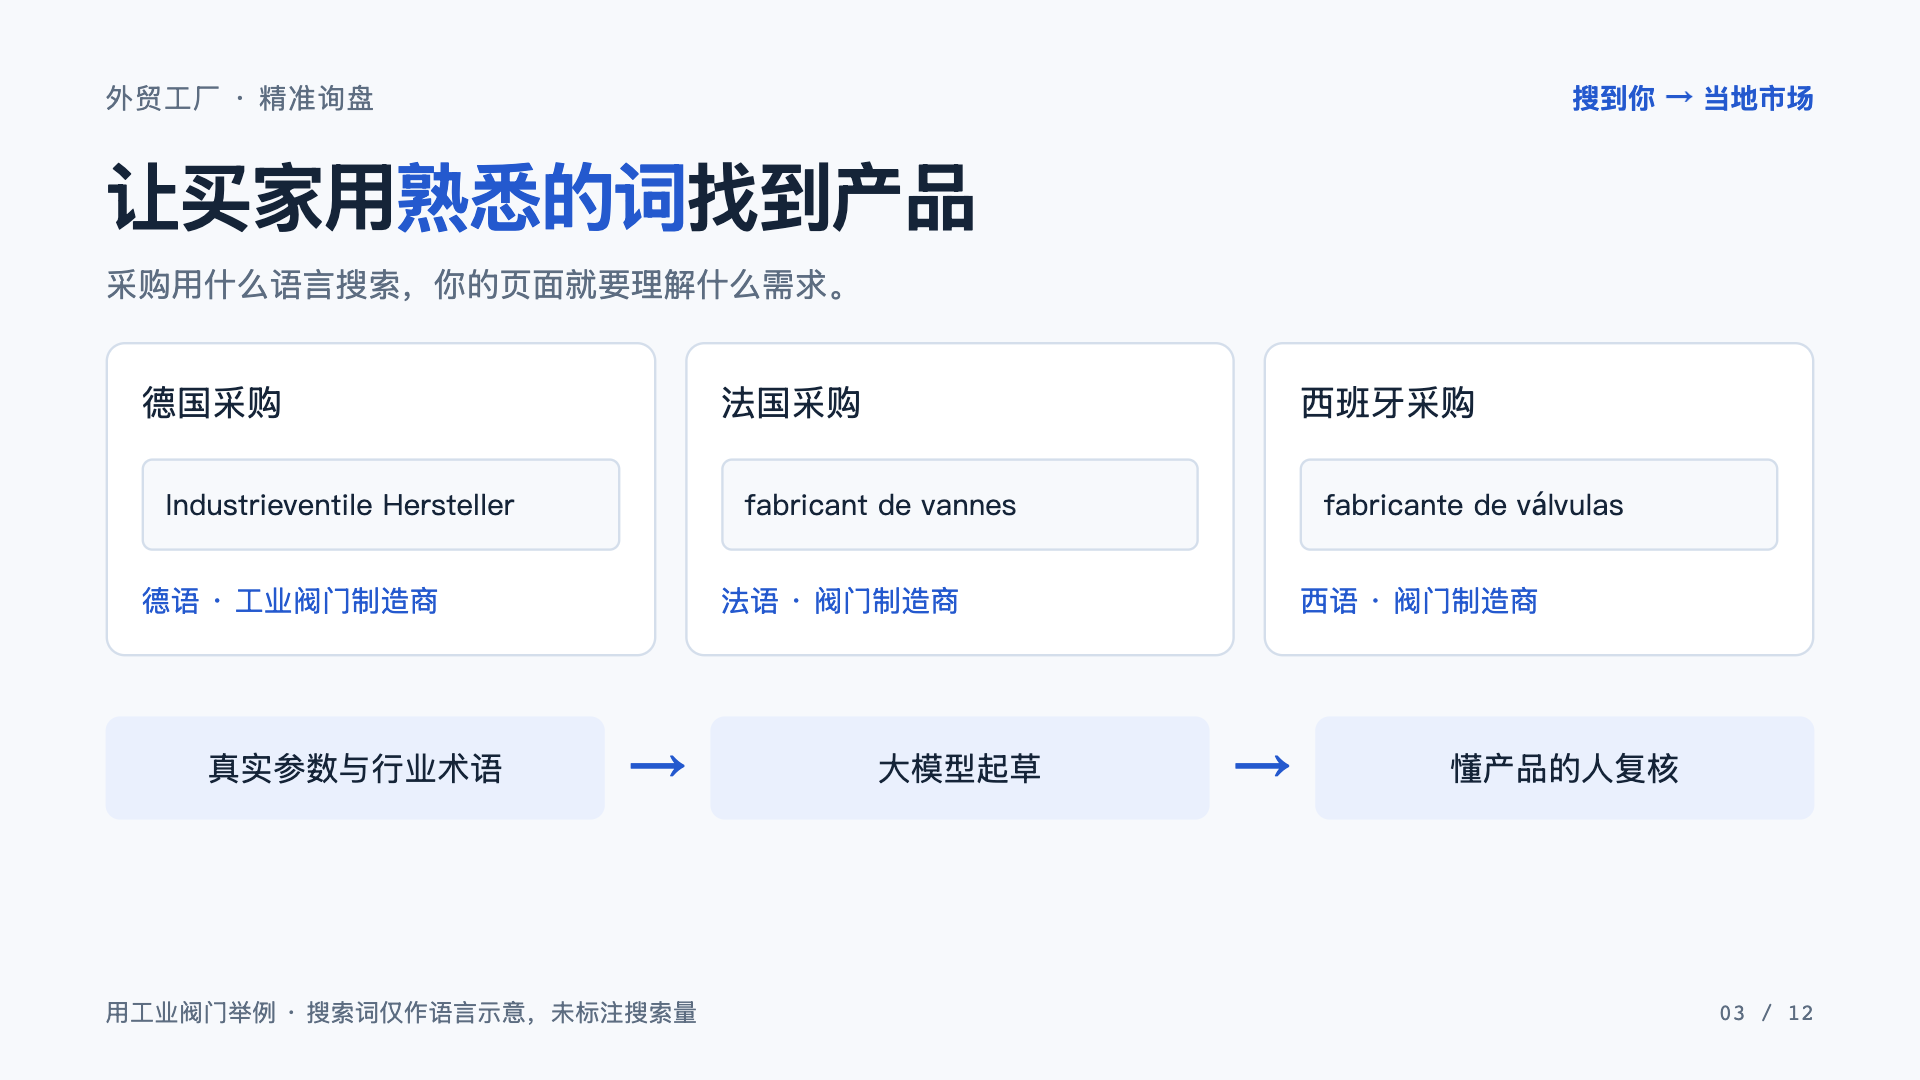 外贸工厂 · 精准询盘
搜到你 → 当地市场
让买家用熟悉的词找到产品
采购用什么语言搜索，你的页面就要理解什么需求。
德国采购
Industrieventile Hersteller
德语 · 工业阀门制造商
法国采购
fabricant de vannes
法语 · 阀门制造商
西班牙采购
fabricante de válvulas
西语 · 阀门制造商
真实参数与行业术语 → 大模型起草 → 懂产品的人复核
用工业阀门举例 · 搜索词仅作语言示意，未标注搜索量
03 / 12